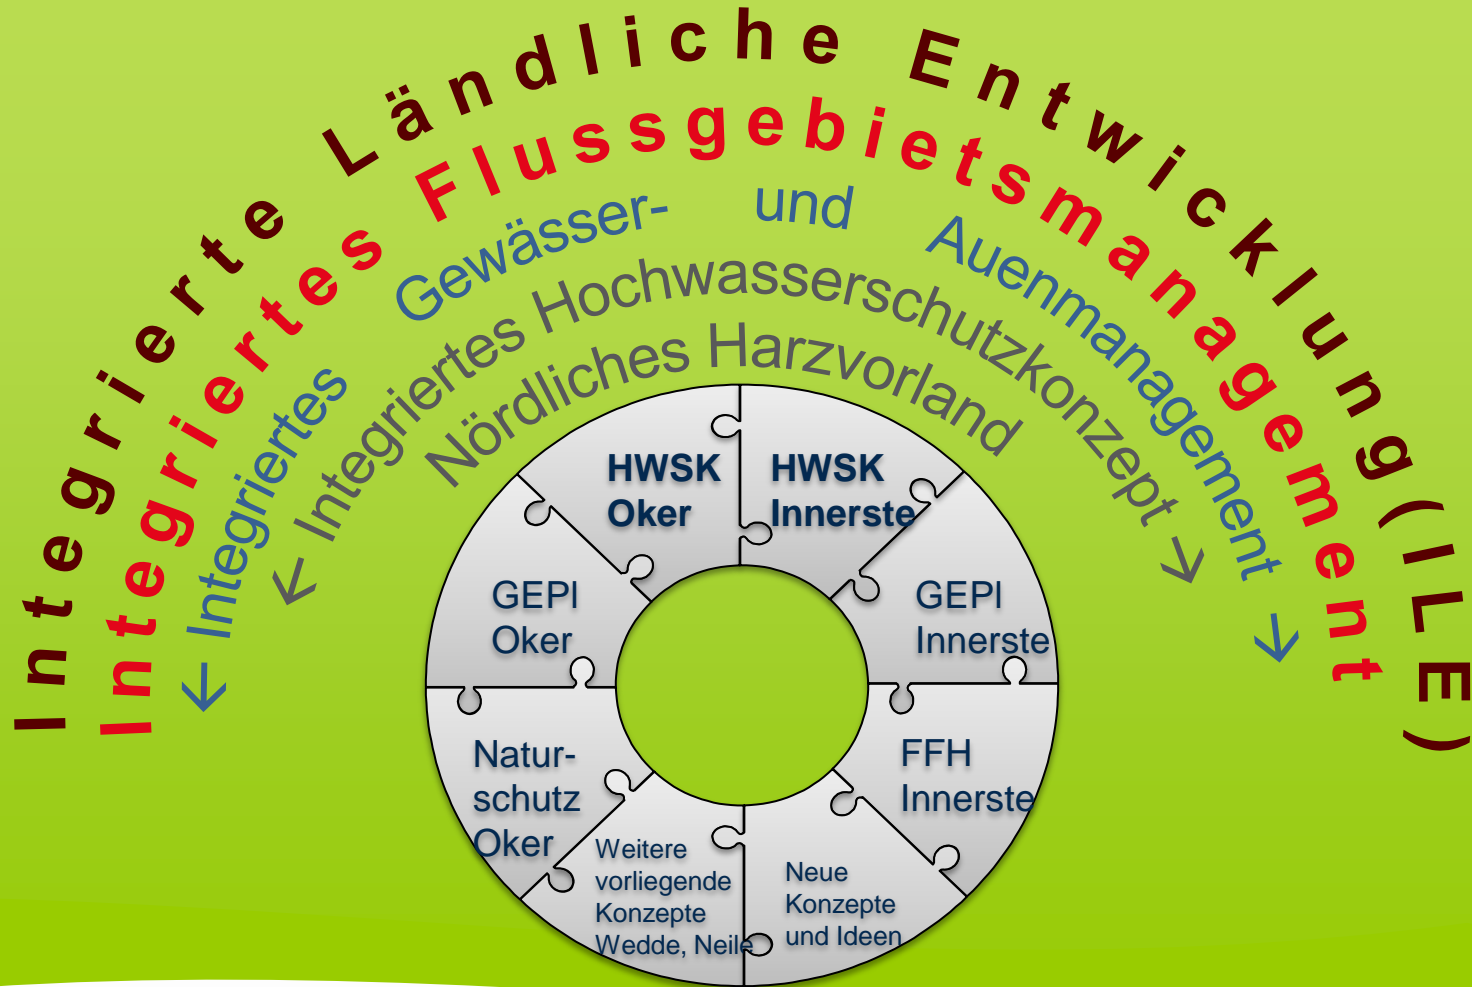 Integrierte Ländliche Entwicklung (ILE)
Integriertes Flussgebietsmanagement
← Integriertes Gewässer- und Auenmanagement →
← Integriertes Hochwasserschutzkonzept →
Nördliches Harzvorland
HWSK
Oker
HWSK
Innerste
GEPl
Oker
GEPl
Innerste
Natur-
schutz
Oker
FFH
Innerste
Weitere
vorliegende
Konzepte
Wedde, Neile
Neue
Konzepte
und Ideen